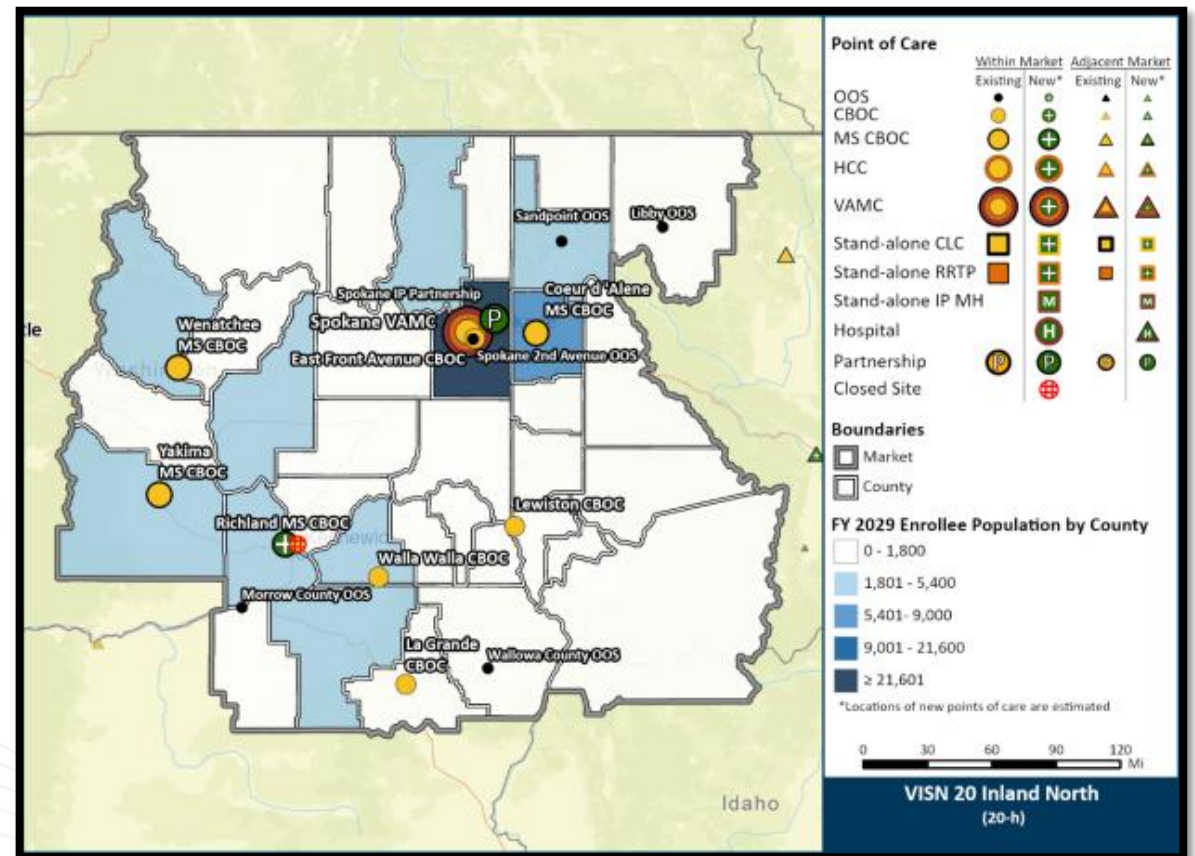 Sandpoint OOS
Libby OOS
Spokane IP Partnership
Coeur d 'Alene
MS CBOC
Spokane VAMC
East Front Avenue CBOC
Spokane 2nd Avenue OOS
P
tle
Wenatchee
MS CBOC
Yakima
MS CBOC
Richland MS CBOC
Lewiston CBOC
Walla Walla CBOC
Morrow County OOS
La Grande
CBOC
Wallowa County OOS
Idaho
Point of Care
Within Market Adjacent Market
Existing New* Existing New*
OOS
CBOC
MS CBOC
HCC
VAMC
Stand-alone CLC
Stand-alone RRTP
Stand-alone IP MH M M
Hospital H H
Partnership P P P P
Closed Site
Boundaries
Market
County
FY 2029 Enrollee Population by County
0 - 1,800
1,801 - 5,400
5,401- 9,000
9,001 - 21,600
≥ 21,601
*Locations of new points of care are estimated
0 30 60 90 120
Mi
VISN 20 Inland North
(20-h)